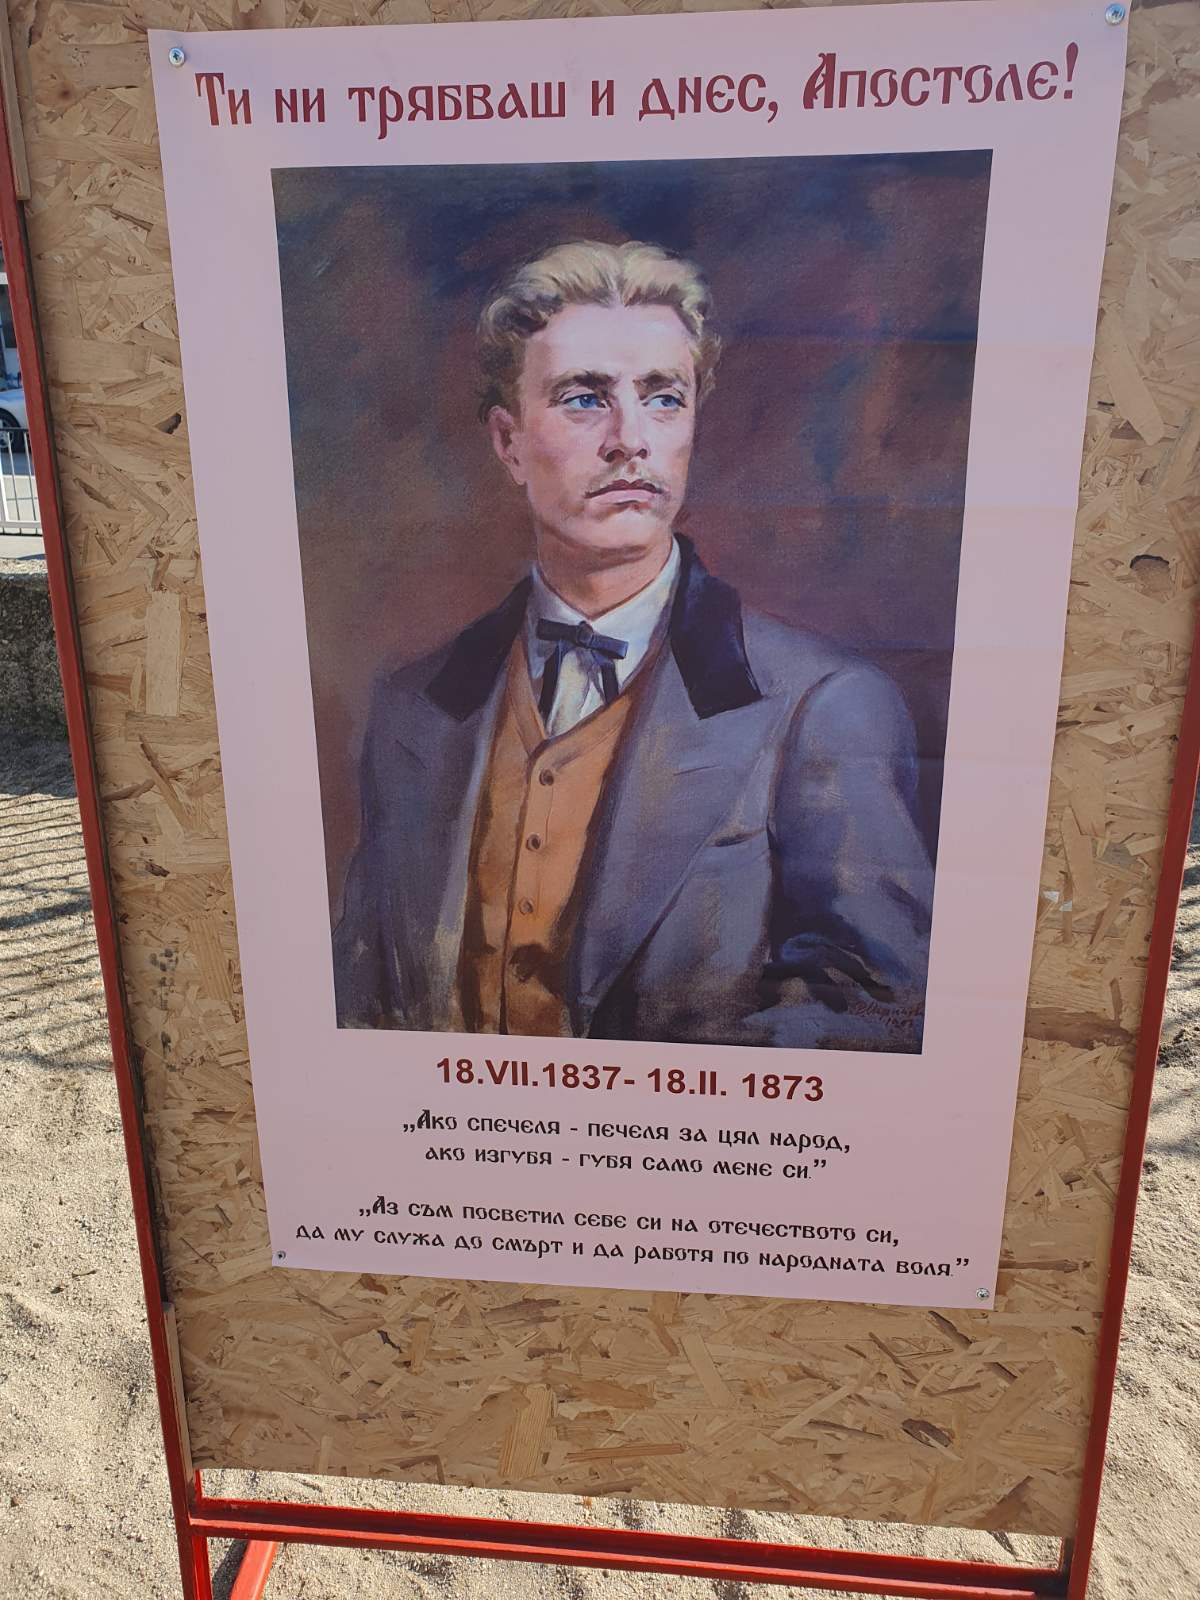 Ти ни трябваш и днес, Апостоле!
18.VII.1837- 18.II. 1873
„Ако спечеля - печеля за цял народ,
ако изгубя - губя само мене си.”
„Аз съм посветил себе си на отечеството си,
да му служа до смърт и да работя по народната воля.”